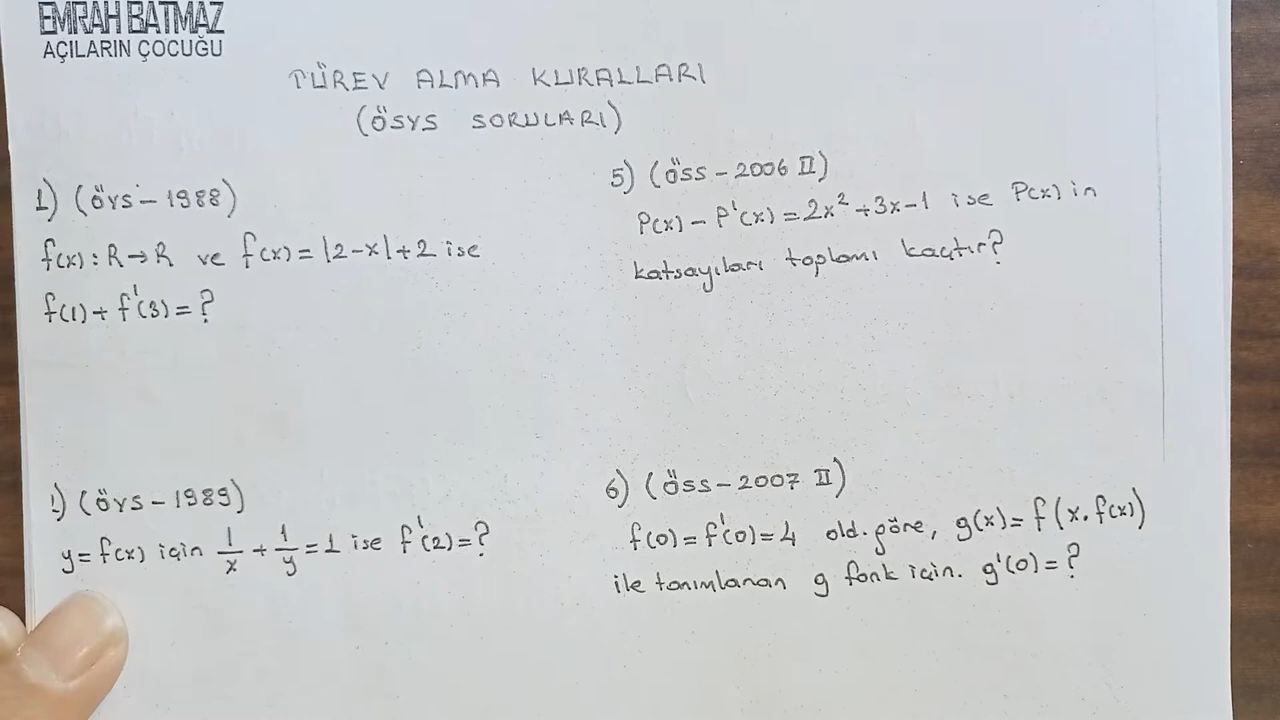 EMRAH BATMAZ
AÇILARIN ÇOCUĞU
TÜREV ALMA KURALLARI
(ÖSYS SORULARI)
1) (ÖYS - 1988)
f(x) : R → R ve f(x) = |2-x| + 2 ise
f(1) + f'(3) = ?
!) (ÖYS - 1989)
y = f(x) için 1/x + 1/y = 1 ise f'(2) = ?
5) (ÖSS - 2006 II)
P(x) - P'(x) = 2x² + 3x - 1 ise P(x) in
katsayıları toplamı kaçtır?
6) (ÖSS - 2007 II)
f(0) = f'(0) = 4 old. göre, g(x) = f(x.f(x))
ile tanımlanan g fonk için. g'(0) = ?